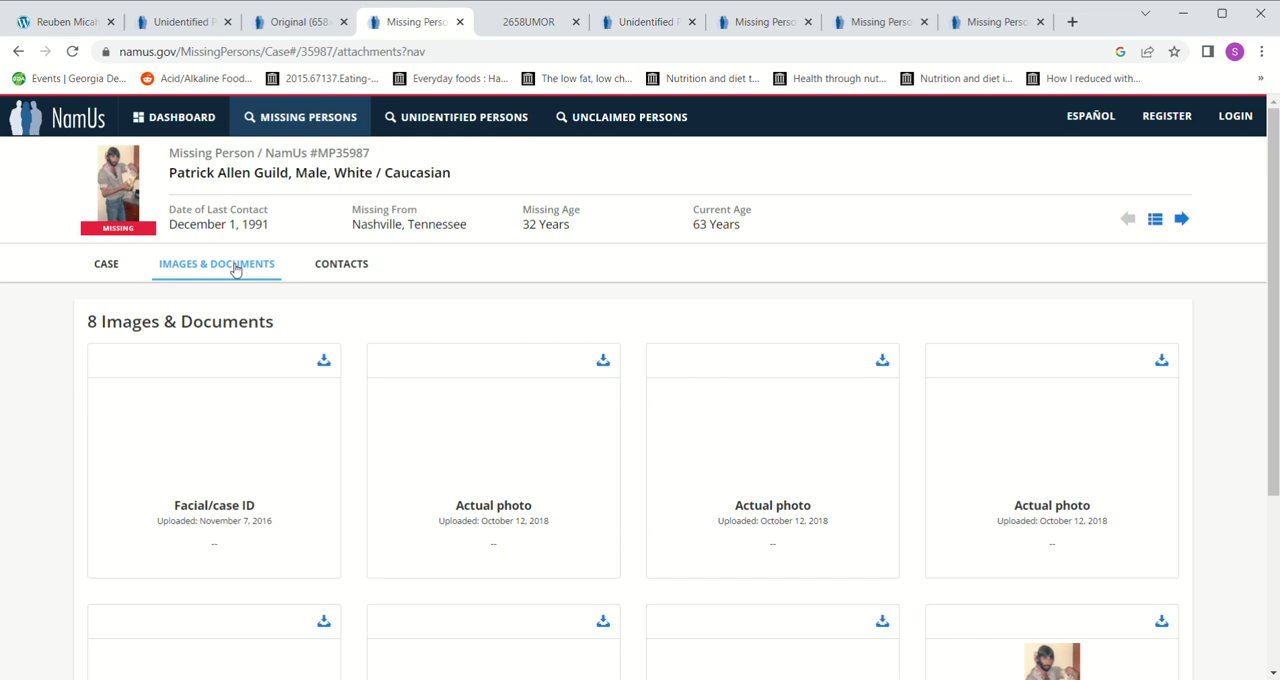 Reuben Micah
Unidentified P
Original (658
Missing Perso
2658UMOR
Unidentified
Missing Perso
Missing Perso
Missing Perso
namus.gov/MissingPersons/Case#/35987/attachments?nav
Events | Georgia De...
Acid/Alkaline Food...
2015.67137.Eating-...
Everyday foods : Ha...
The low fat, low ch...
Nutrition and diet t...
Health through nut...
Nutrition and diet i...
How I reduced with...
NamUs
DASHBOARD
MISSING PERSONS
UNIDENTIFIED PERSONS
UNCLAIMED PERSONS
ESPAÑOL
REGISTER
LOGIN
Missing Person / NamUs #MP35987
Patrick Allen Guild, Male, White / Caucasian
MISSING
Date of Last Contact
December 1, 1991
Missing From
Nashville, Tennessee
Missing Age
32 Years
Current Age
63 Years
CASE
IMAGES & DOCUMENTS
CONTACTS
8 Images & Documents
Facial/case ID
Uploaded: November 7, 2016
--
Actual photo
Uploaded: October 12, 2018
--
Actual photo
Uploaded: October 12, 2018
--
Actual photo
Uploaded: October 12, 2018
--